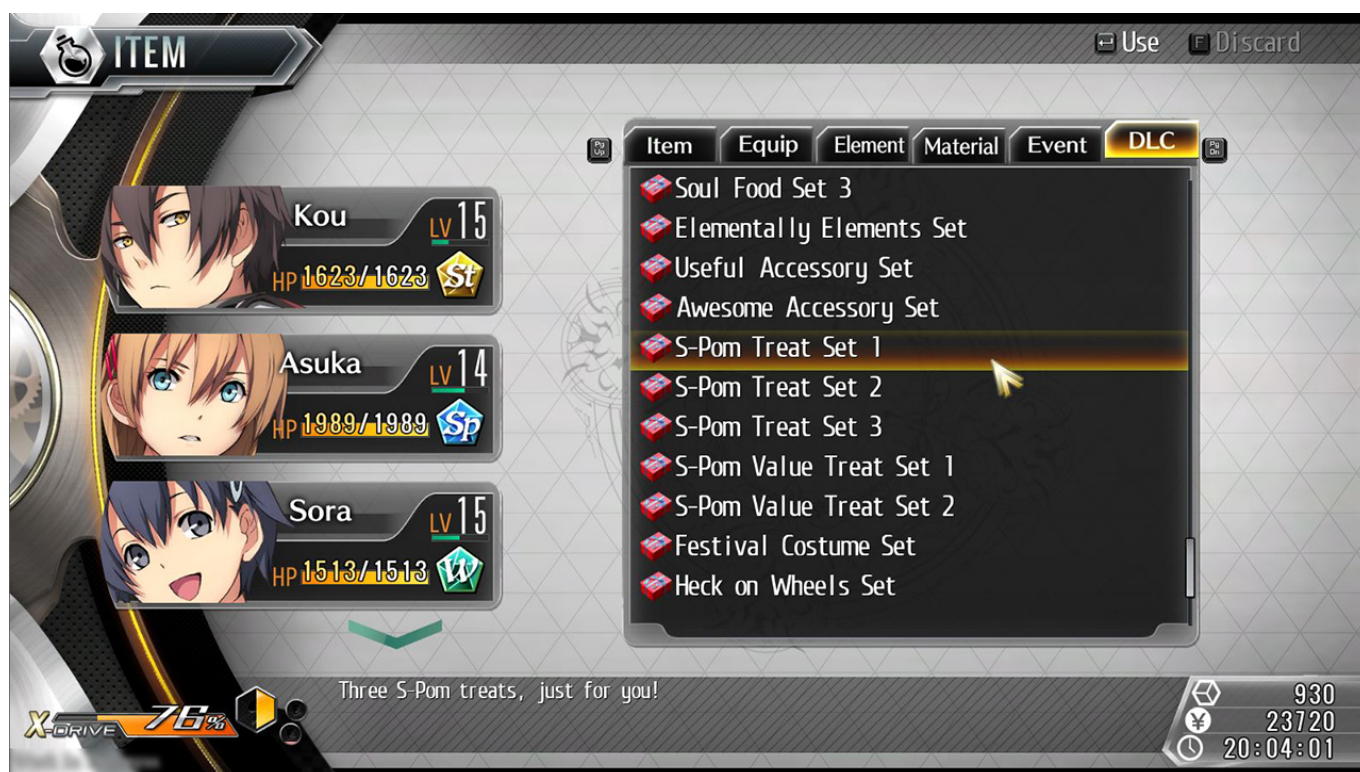 ITEM
Use
F Discard
Pg Up
Item
Equip
Element
Material
Event
DLC
Pg Dn
Soul Food Set 3
Elementally Elements Set
Useful Accessory Set
Awesome Accessory Set
S-Pom Treat Set 1
S-Pom Treat Set 2
S-Pom Treat Set 3
S-Pom Value Treat Set 1
S-Pom Value Treat Set 2
Festival Costume Set
Heck on Wheels Set
Kou
LV 15
HP 1623/1623 St
Asuka
LV 14
HP 1989/1989 Sp
Sora
LV 15
HP 1513/1513 W
Three S-Pom treats, just for you!
X-DRIVE 76%
930
¥ 23720
20:04:01